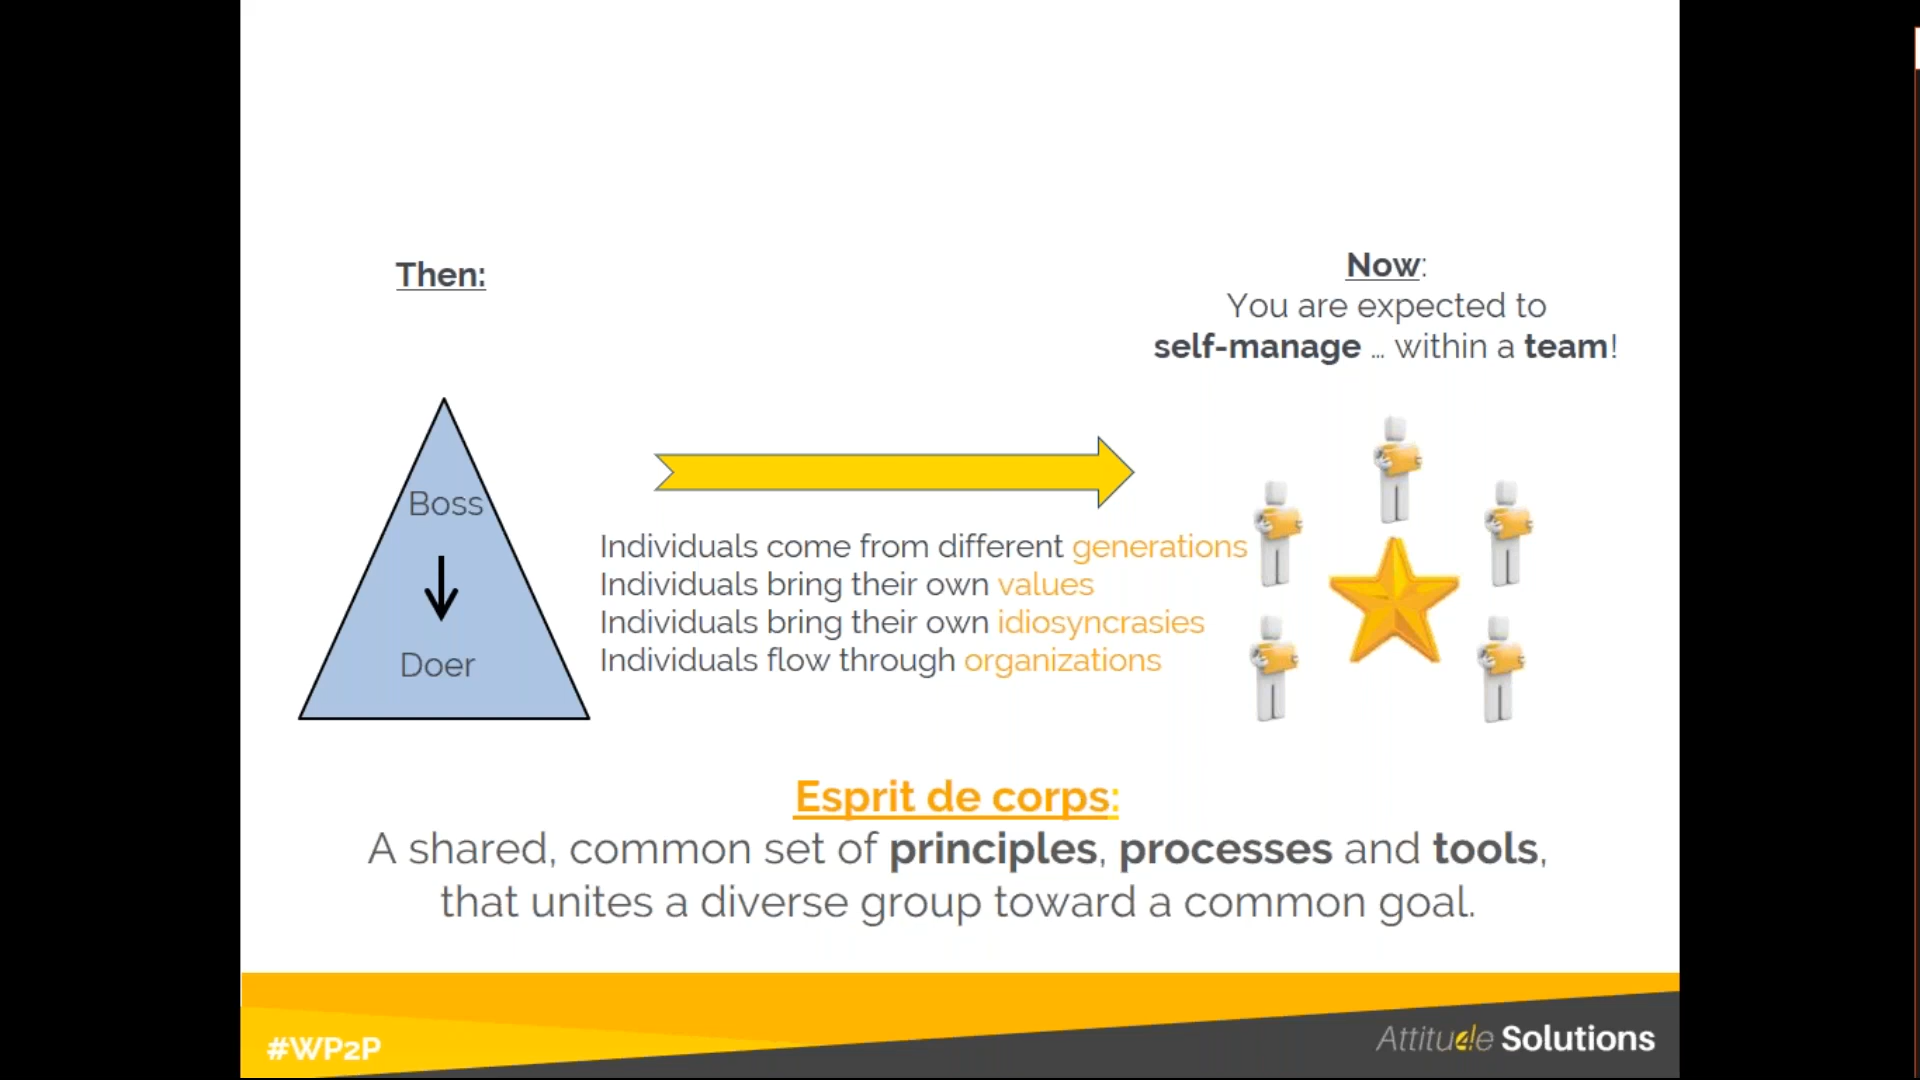 Then:
Now:
You are expected to
self-manage ... within a team!
Boss
Doer
Individuals come from different generations
Individuals bring their own values
Individuals bring their own idiosyncrasies
Individuals flow through organizations
Esprit de corps:
A shared, common set of principles, processes and tools,
that unites a diverse group toward a common goal.
#WP2P
Attitude Solutions